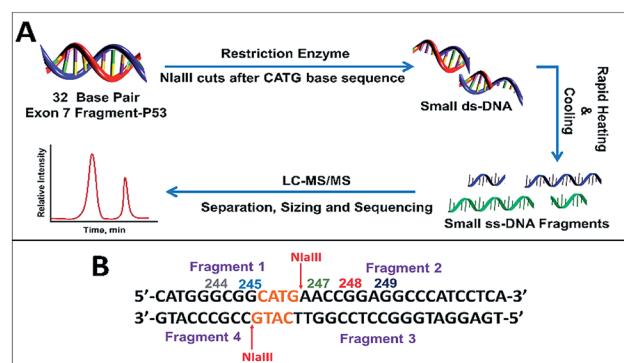 A
32 Base Pair
Exon 7 Fragment-P53
Restriction Enzyme
NlaIII cuts after CATG base sequence
Small ds-DNA
Rapid Heating
&
Cooling
Small ss-DNA Fragments
LC-MS/MS
Separation, Sizing and Sequencing
Relative Intensity
Time, min
B
NlaIII
Fragment 1
Fragment 2
244 245 247 248 249
5'-CATGGGCGGCATGAACCGGAGGCCCATCCTCA-3'
3'-GTACCCGCCGTACTTGGCCTCCGGGTAGGAGT-5'
Fragment 4
Fragment 3
NlaIII